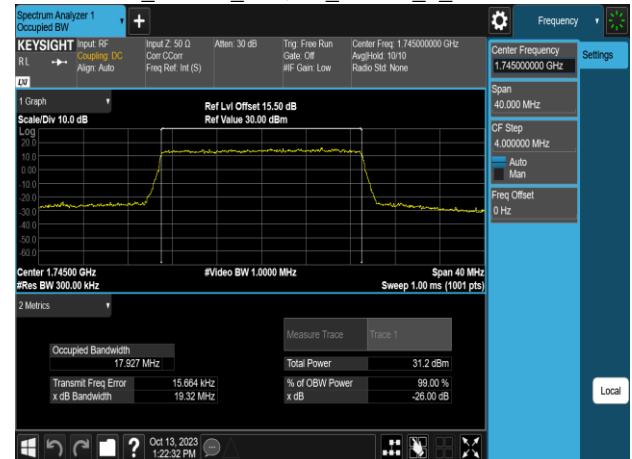 Spectrum Analyzer 1
Occupied BW
+
Frequency
KEYSIGHT
RL
LXI
Input: RF
Coupling: DC
Align: Auto
Input Z: 50 Ω
Corr CCorr
Freq Ref: Int (S)
Atten: 30 dB
Trig: Free Run
Gate: Off
#IF Gain: Low
Center Freq: 1.745000000 GHz
Avg|Hold: 10/10
Radio Std: None
Center Frequency
1.745000000 GHz
Settings
Span
40.000 MHz
CF Step
4.000000 MHz
Auto
Man
Freq Offset
0 Hz
1 Graph
Scale/Div 10.0 dB
Ref Lvl Offset 15.50 dB
Ref Value 30.00 dBm
Log
20.0
10.0
0.00
-10.0
-20.0
-30.0
-40.0
-50.0
-60.0
Center 1.74500 GHz
#Video BW 1.0000 MHz
Span 40 MHz
#Res BW 300.00 kHz
Sweep 1.00 ms (1001 pts)
2 Metrics
Measure Trace
Trace 1
Occupied Bandwidth
17.927 MHz
Total Power
31.2 dBm
Transmit Freq Error
15.664 kHz
% of OBW Power
99.00 %
x dB Bandwidth
19.32 MHz
x dB
-26.00 dB
Local
?
Oct 13, 2023
1:22:32 PM